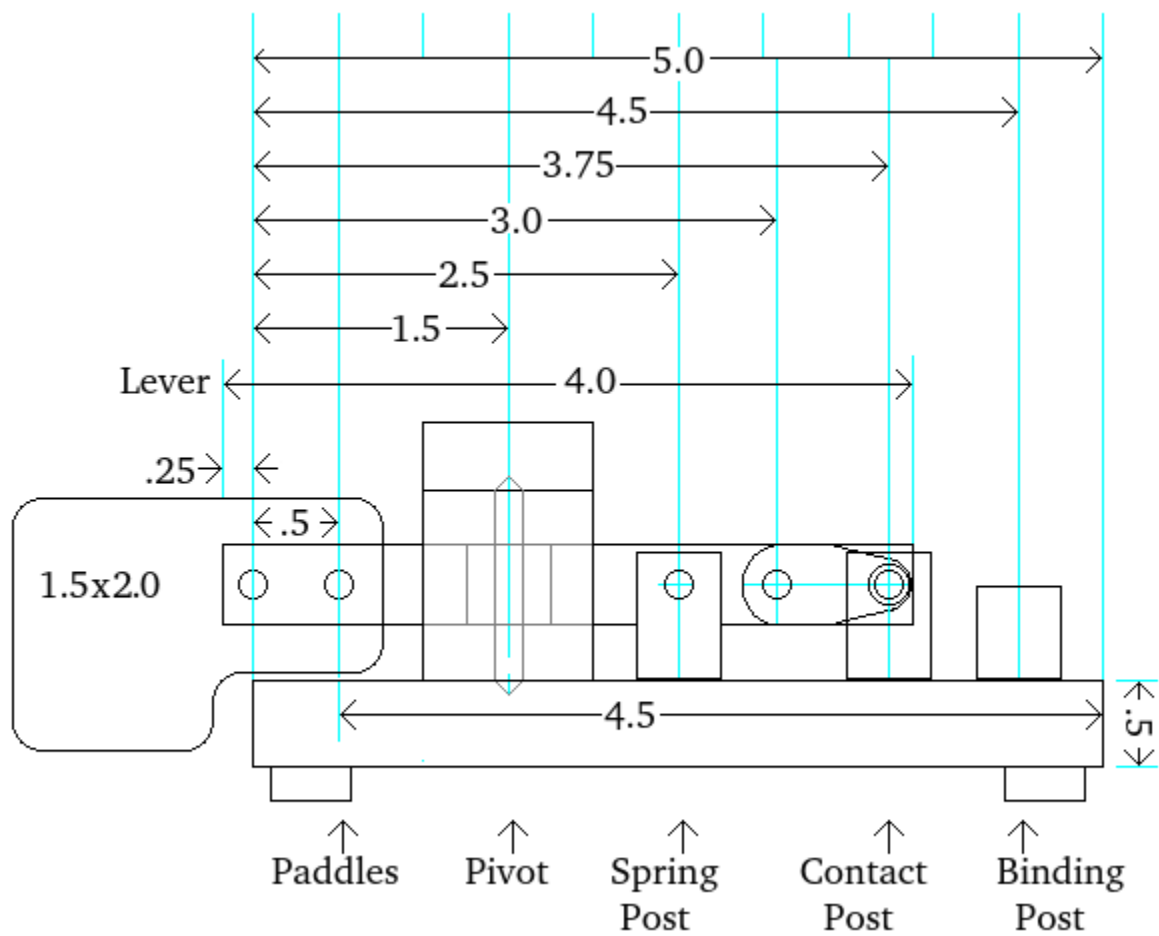 5.0
4.5
3.75
3.0
2.5
1.5
Lever
4.0
.25
.5
1.5x2.0
4.5
.5
Paddles
Pivot
Spring
Post
Contact
Post
Binding
Post